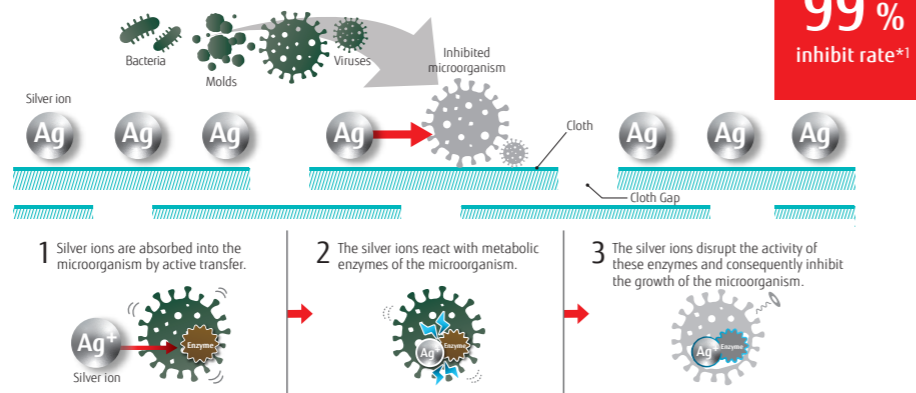 99 %
inhibit rate*1
Bacteria
Molds
Viruses
Inhibited
microorganism
Silver ion
Ag
Ag
Ag
Ag
Ag
Ag
Ag
Cloth
Cloth Gap
1 Silver ions are absorbed into the
microorganism by active transfer.
Ag+
Enzyme
Silver ion
2 The silver ions react with metabolic
enzymes of the microorganism.
Ag
Enzyme
3 The silver ions disrupt the activity of
these enzymes and consequently inhibit
the growth of the microorganism.
Ag
Enzyme